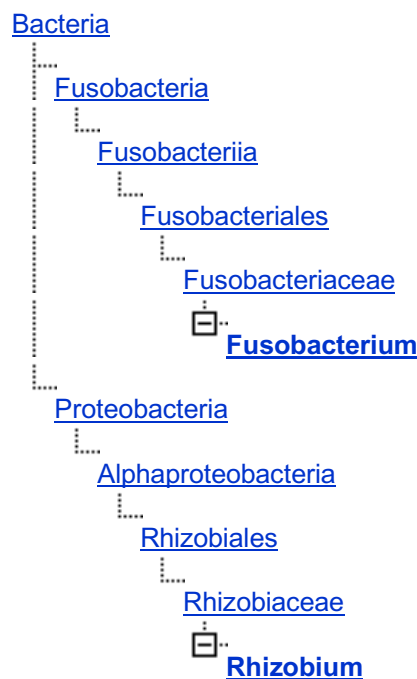 Bacteria
Fusobacteria
Fusobacteriia
Fusobacteriales
Fusobacteriaceae
Fusobacterium
Proteobacteria
Alphaproteobacteria
Rhizobiales
Rhizobiaceae
Rhizobium